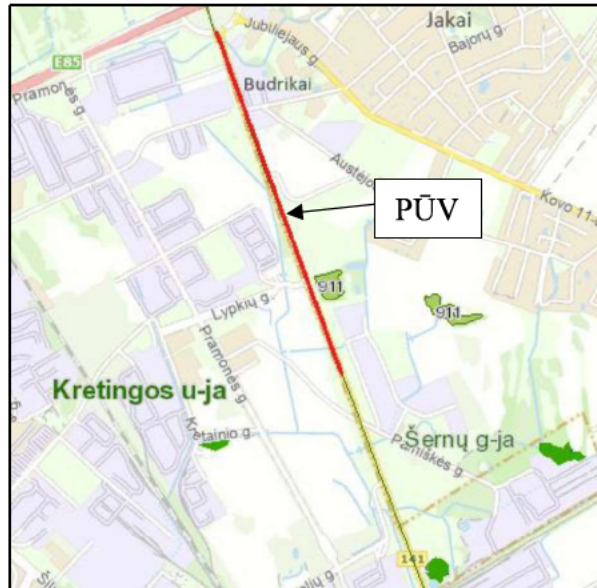 Jakai
Jubiliejaus g.
Bajorų g.
E85
Budrikai
Pramonės g.
PŪV
Kovo 11-
911
911
Lypkių g.
Pramonės g.
Kretingos u-ja
Šernų g-ja
Kretainio g.
Pamiškės g.
141